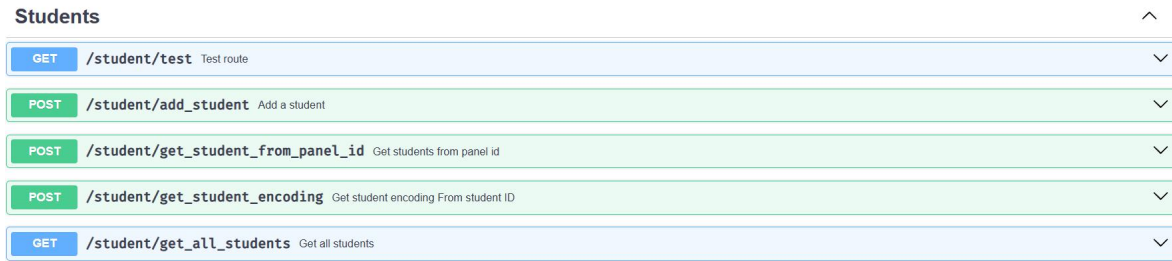 Students
GET /student/test Test route
POST /student/add_student Add a student
POST /student/get_student_from_panel_id Get students from panel id
POST /student/get_student_encoding Get student encoding From student ID
GET /student/get_all_students Get all students